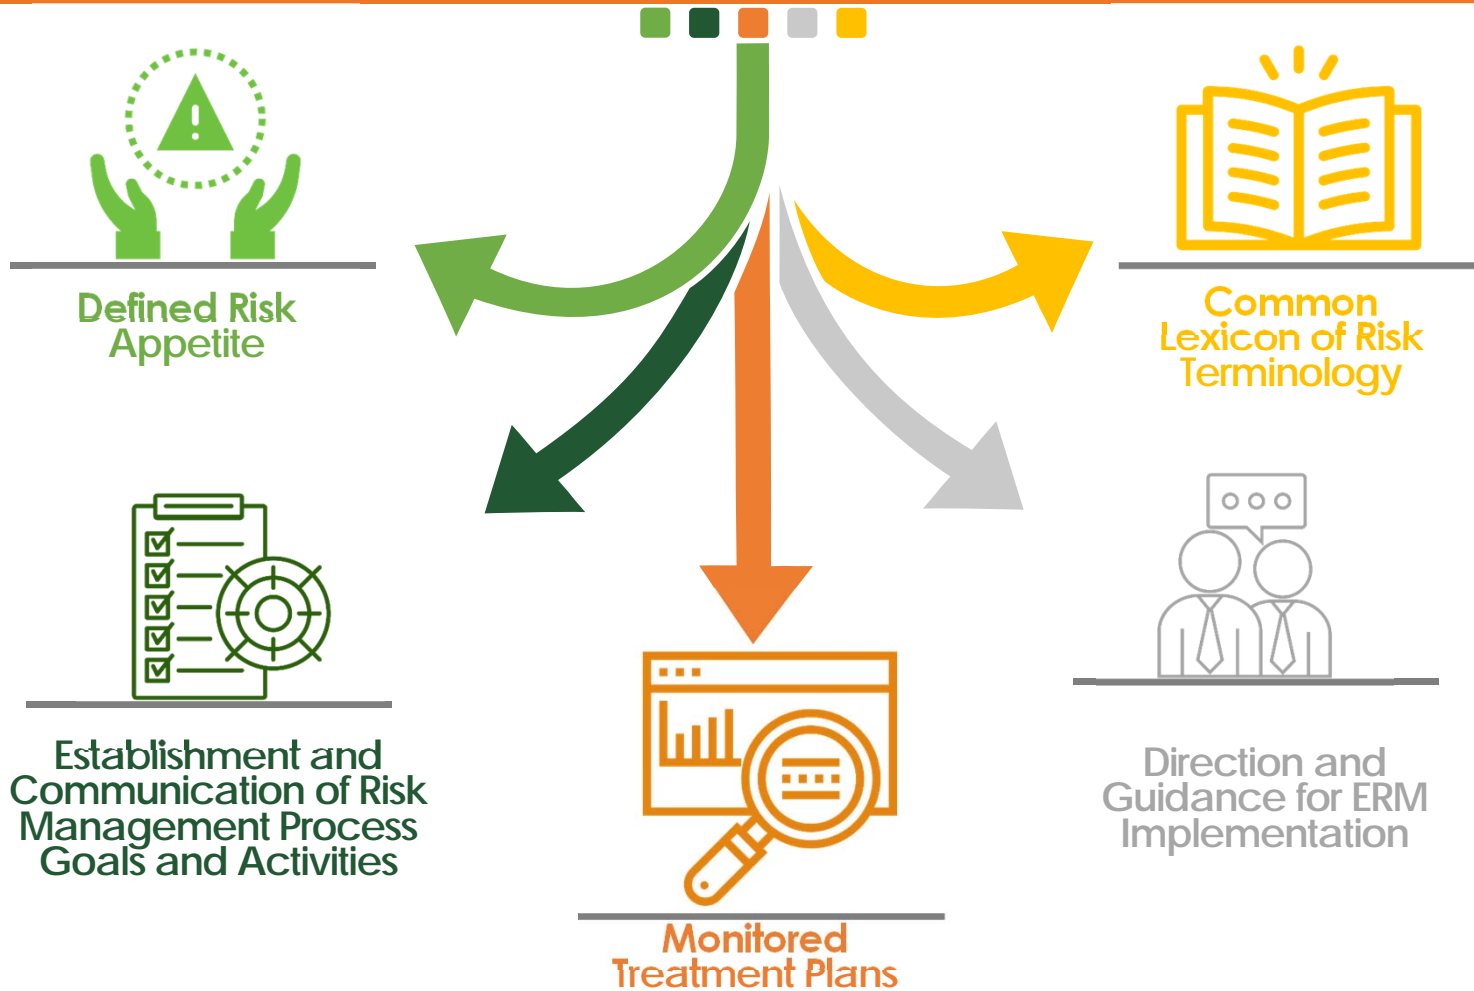 Defined Risk
Appetite
Common
Lexicon of Risk
Terminology
Establishment and
Communication of Risk
Management Process
Goals and Activities
Direction and
Guidance for ERM
Implementation
Monitored
Treatment Plans